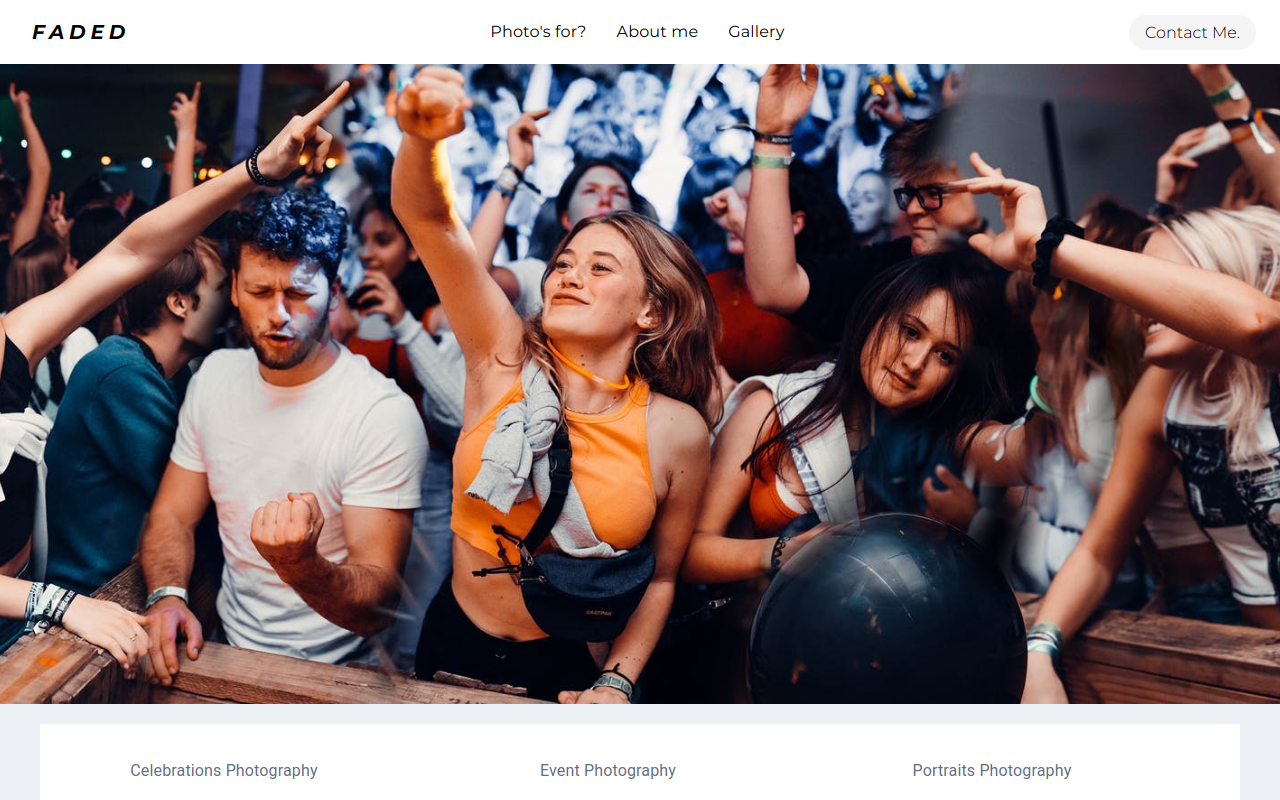 FADED
Photo's for?
About me
Gallery
Contact Me.
EASTPAK
Celebrations Photography
Event Photography
Portraits Photography